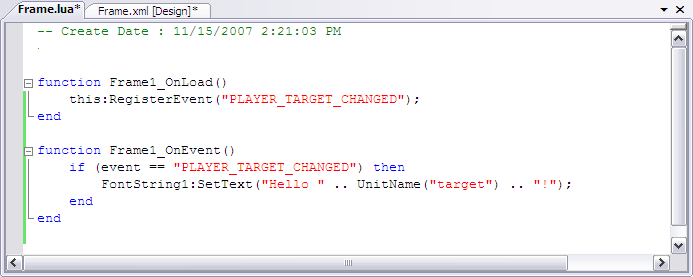 Frame.lua* Frame.xml [Design]*
-- Create Date : 11/15/2007 2:21:03 PM
function Frame1_OnLoad()
this:RegisterEvent("PLAYER_TARGET_CHANGED");
end
function Frame1_OnEvent()
if (event == "PLAYER_TARGET_CHANGED") then
FontString1:SetText("Hello " .. UnitName("target") .. "!");
end
end